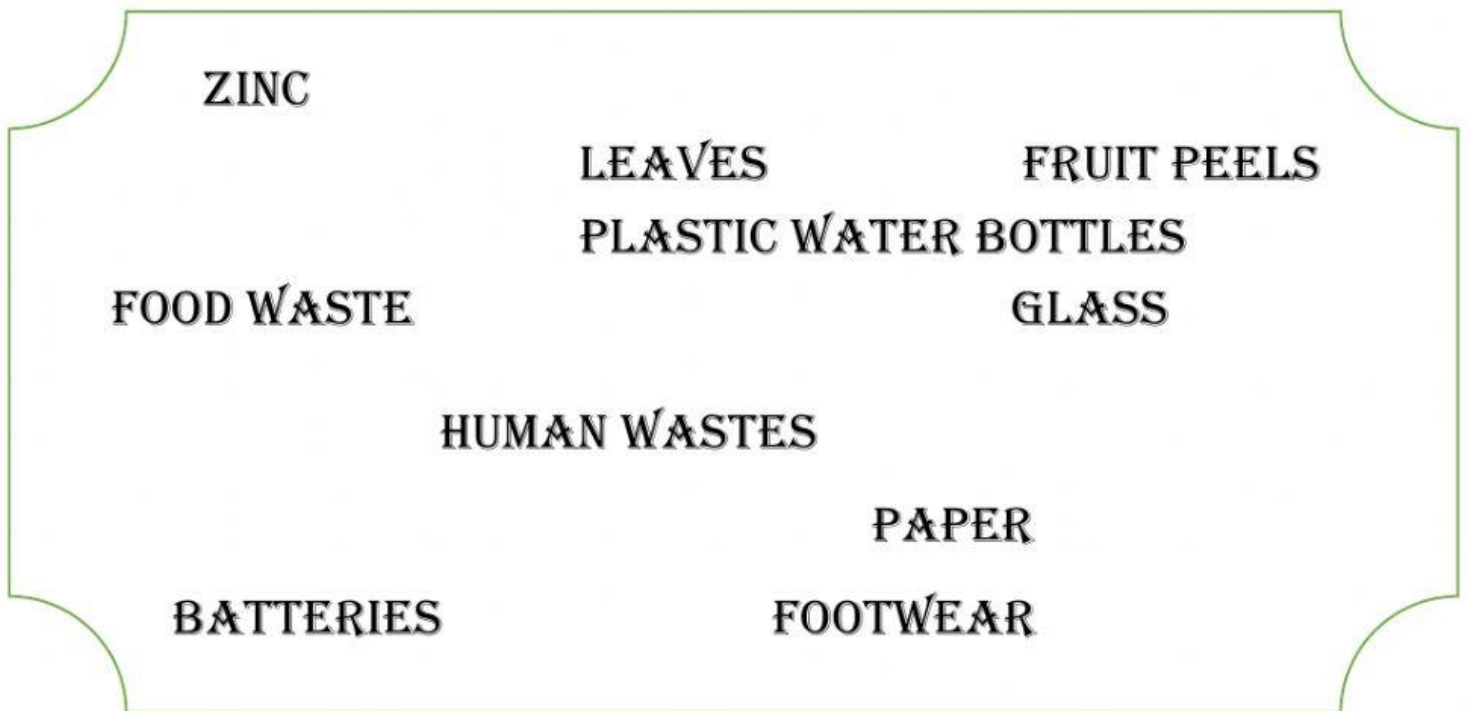 ZINC
LEAVES FRUIT PEELS
PLASTIC WATER BOTTLES
FOOD WASTE GLASS
HUMAN WASTES
PAPER
BATTERIES FOOTWEAR